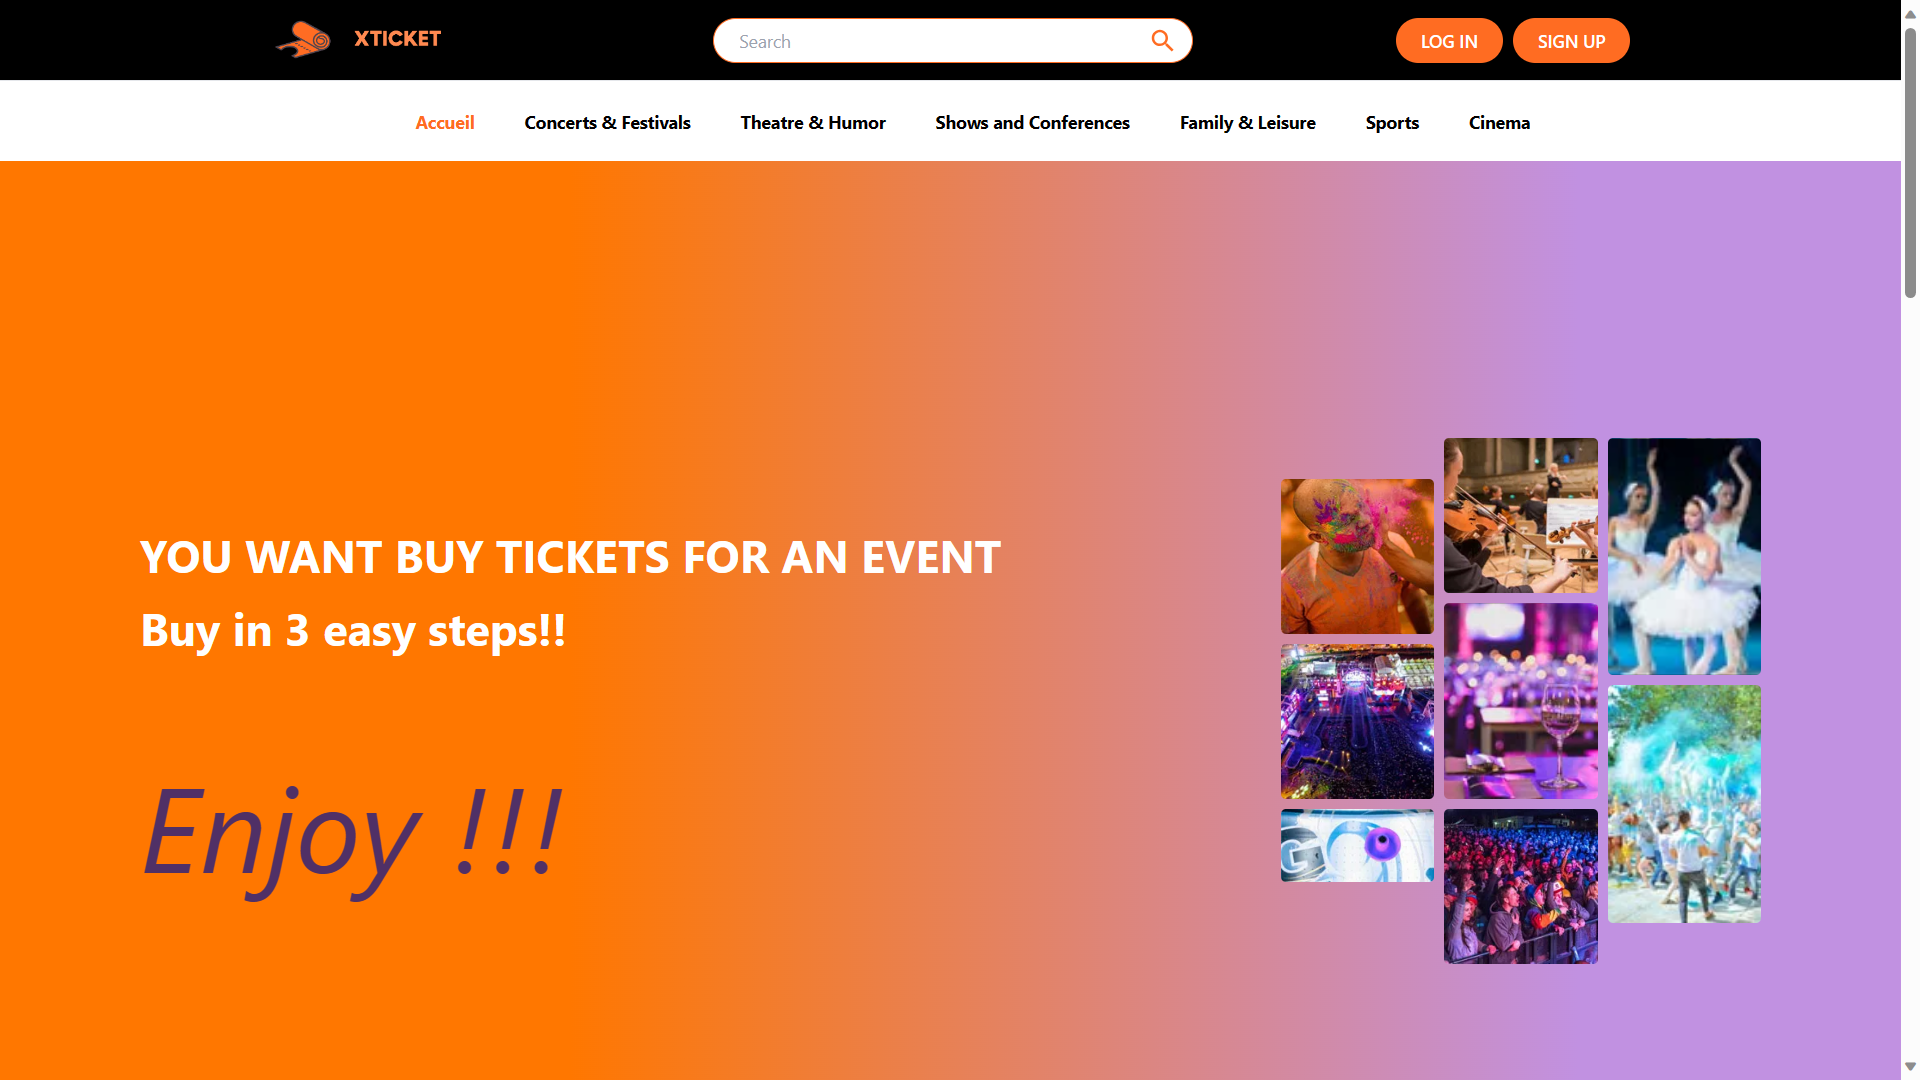 XTICKET
Search
LOG IN
SIGN UP
Accueil
Concerts & Festivals
Theatre & Humor
Shows and Conferences
Family & Leisure
Sports
Cinema
YOU WANT BUY TICKETS FOR AN EVENT
Buy in 3 easy steps!!
Enjoy !!!